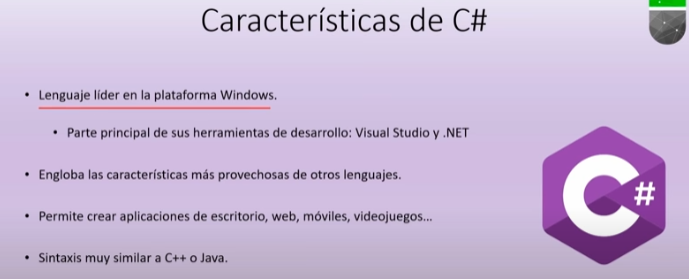 Características de C#
• Lenguaje líder en la plataforma Windows.
• Parte principal de sus herramientas de desarrollo: Visual Studio y .NET
• Engloba las características más provechosas de otros lenguajes.
• Permite crear aplicaciones de escritorio, web, móviles, videojuegos...
• Sintaxis muy similar a C++ o Java.
C#